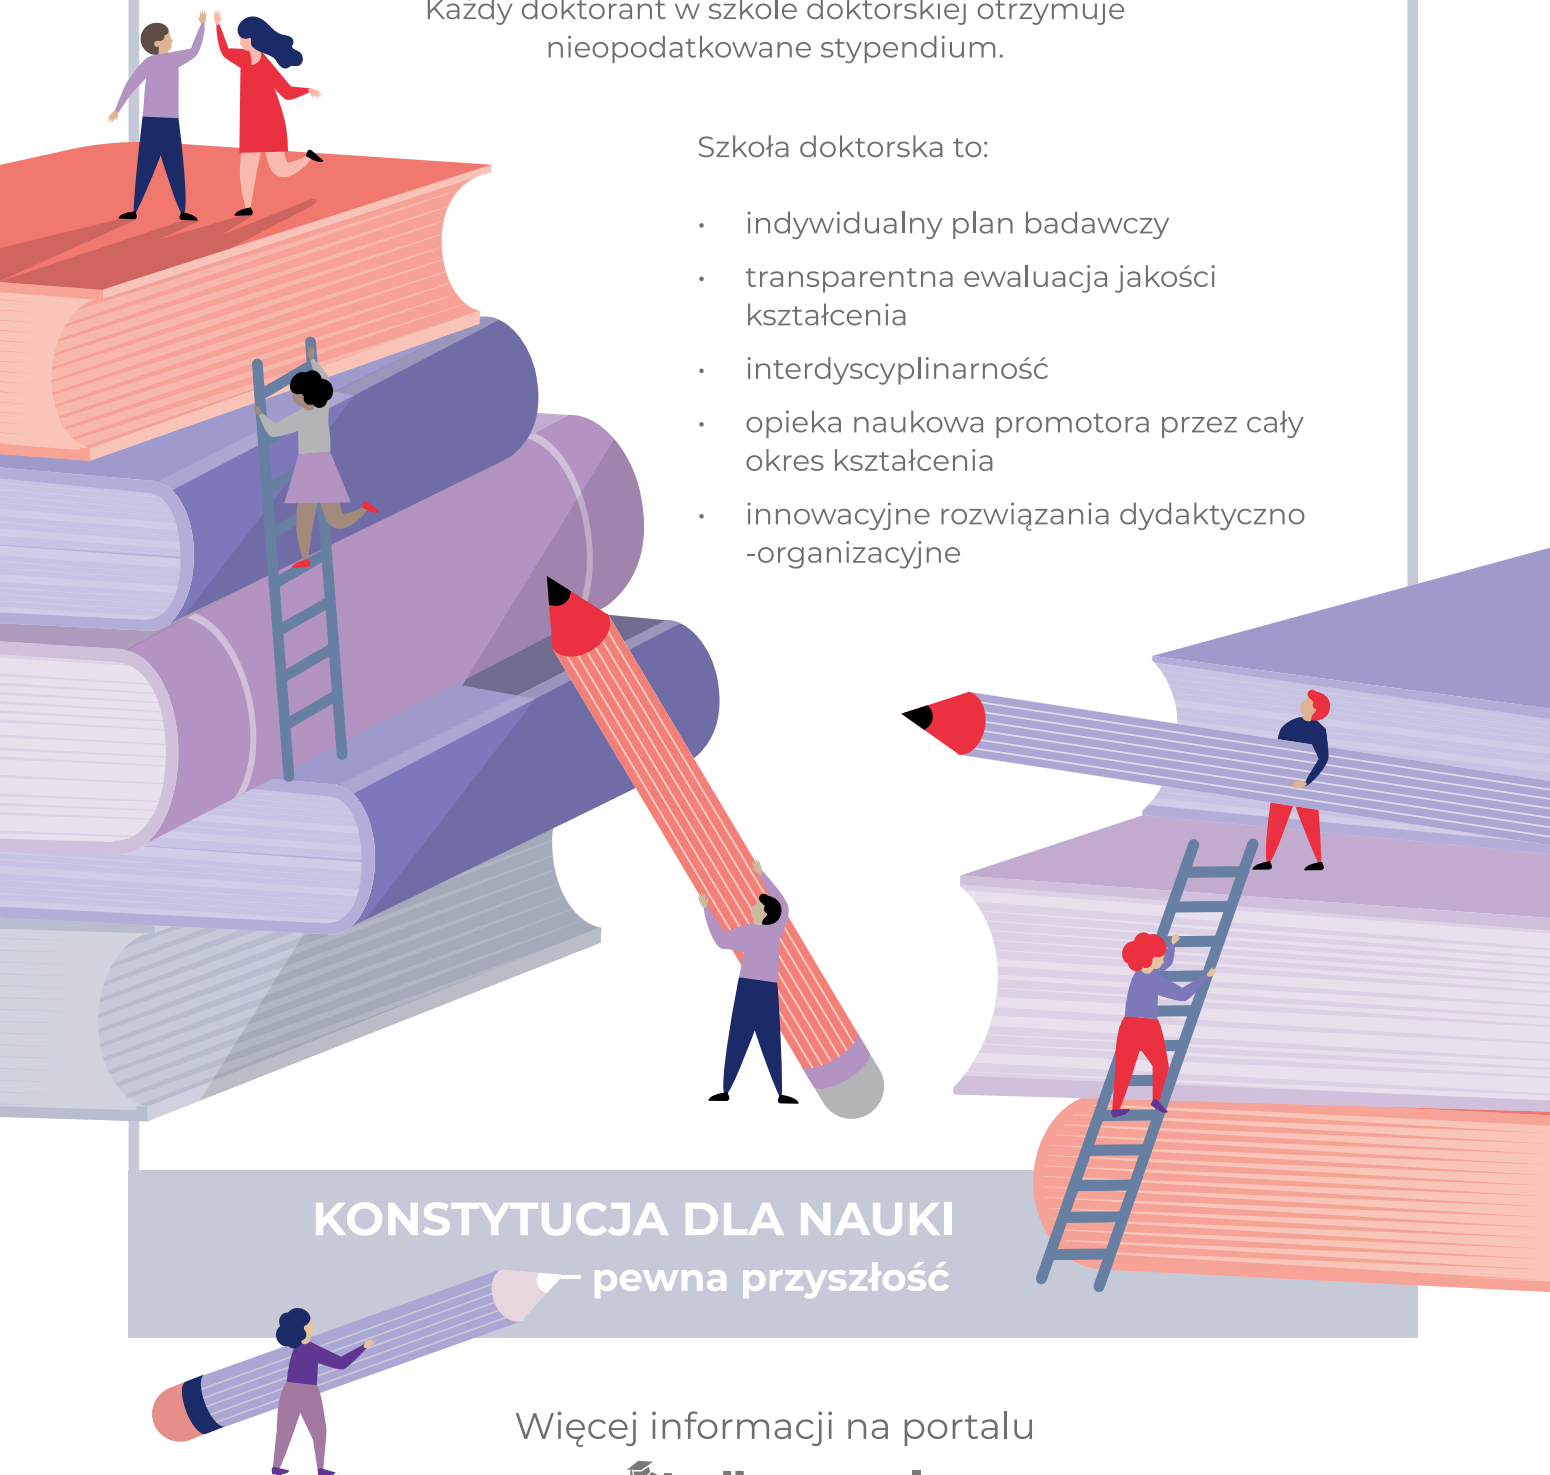 Każdy doktorant w szkole doktorskiej otrzymuje
nieopodatkowane stypendium.
Szkoła doktorska to:
• indywidualny plan badawczy
• transparentna ewaluacja jakości
kształcenia
• interdyscyplinarność
• opieka naukowa promotora przez cały
okres kształcenia
• innowacyjne rozwiązania dydaktyczno
-organizacyjne
KONSTYTUCJA DLA NAUKI
– pewna przyszłość
Więcej informacji na portalu